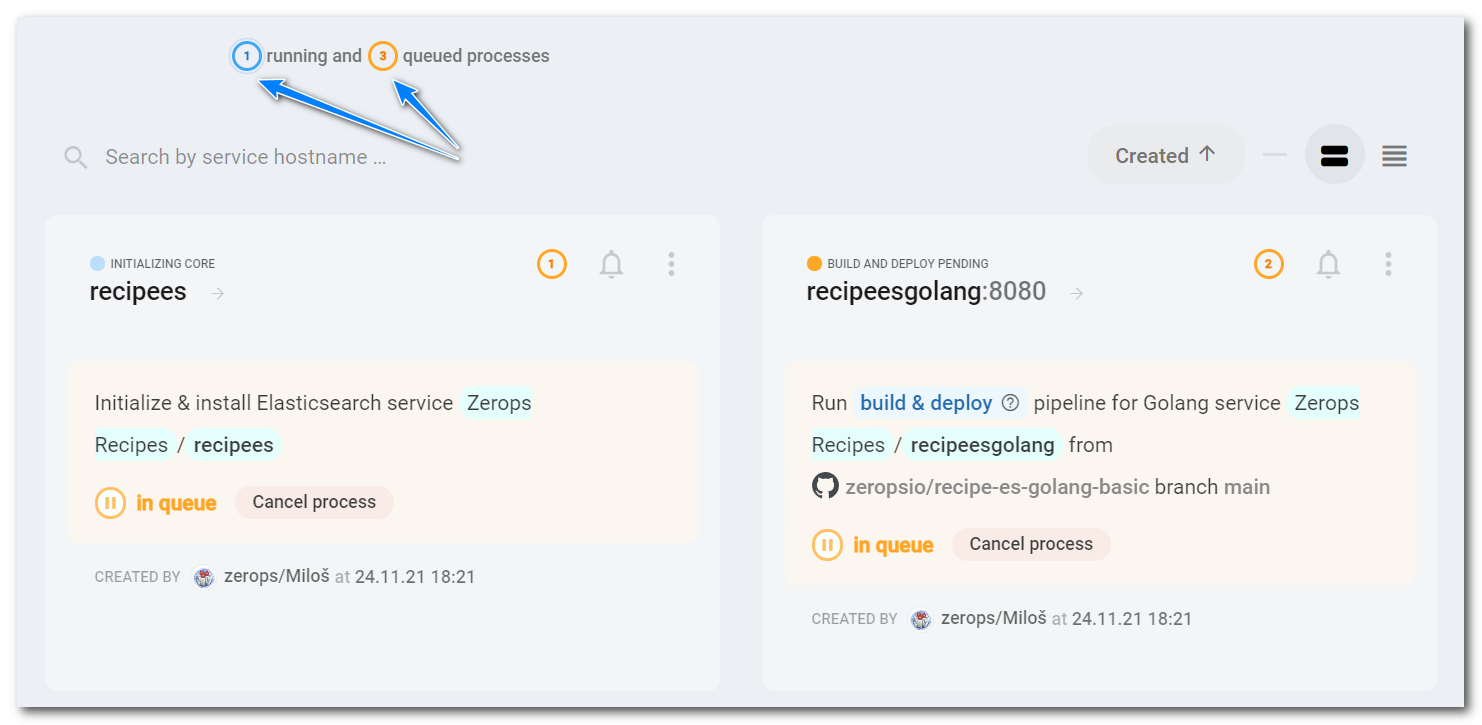 1 running and 3 queued processes
Search by service hostname ...
Created
INITIALIZING CORE
1
recipees
Initialize & install Elasticsearch service Zerops
Recipes / recipees
in queue Cancel process
CREATED BY zerops/Miloš at 24.11.21 18:21
BUILD AND DEPLOY PENDING
2
recipeesgolang:8080
Run build & deploy ? pipeline for Golang service Zerops
Recipes / recipeesgolang from
zeropsio/recipe-es-golang-basic branch main
in queue Cancel process
CREATED BY zerops/Miloš at 24.11.21 18:21